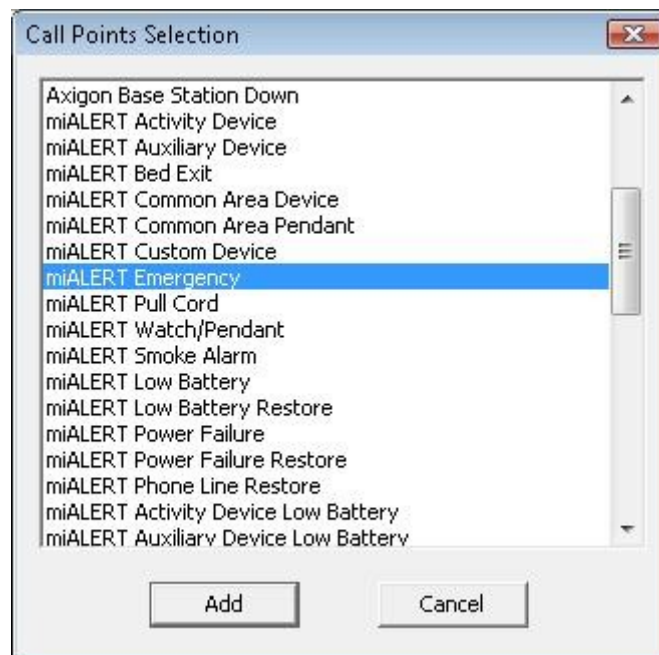 Call Points Selection
Axigon Base Station Down
miALERT Activity Device
miALERT Auxiliary Device
miALERT Bed Exit
miALERT Common Area Device
miALERT Common Area Pendant
miALERT Custom Device
miALERT Emergency
miALERT Pull Cord
miALERT Watch/Pendant
miALERT Smoke Alarm
miALERT Low Battery
miALERT Low Battery Restore
miALERT Power Failure
miALERT Power Failure Restore
miALERT Phone Line Restore
miALERT Activity Device Low Battery
miALERT Auxiliary Device Low Battery
Add Cancel